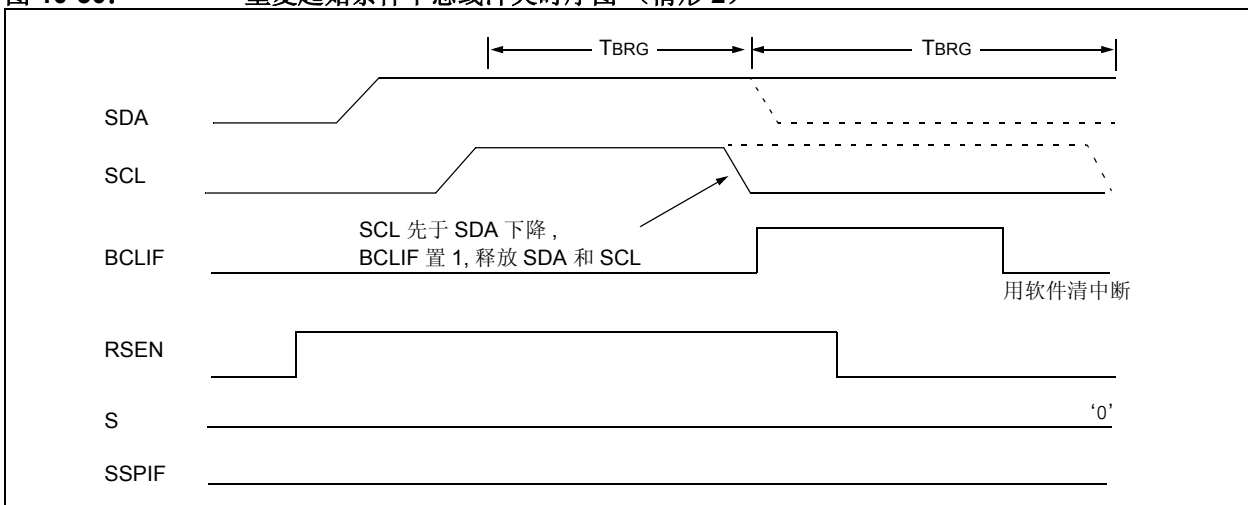 TBRG TBRG
SDA
SCL
SCL 先于 SDA 下降 ,
BCLIF 置 1, 释放 SDA 和 SCL
BCLIF
用软件清中断
RSEN
S
‘0’
SSPIF